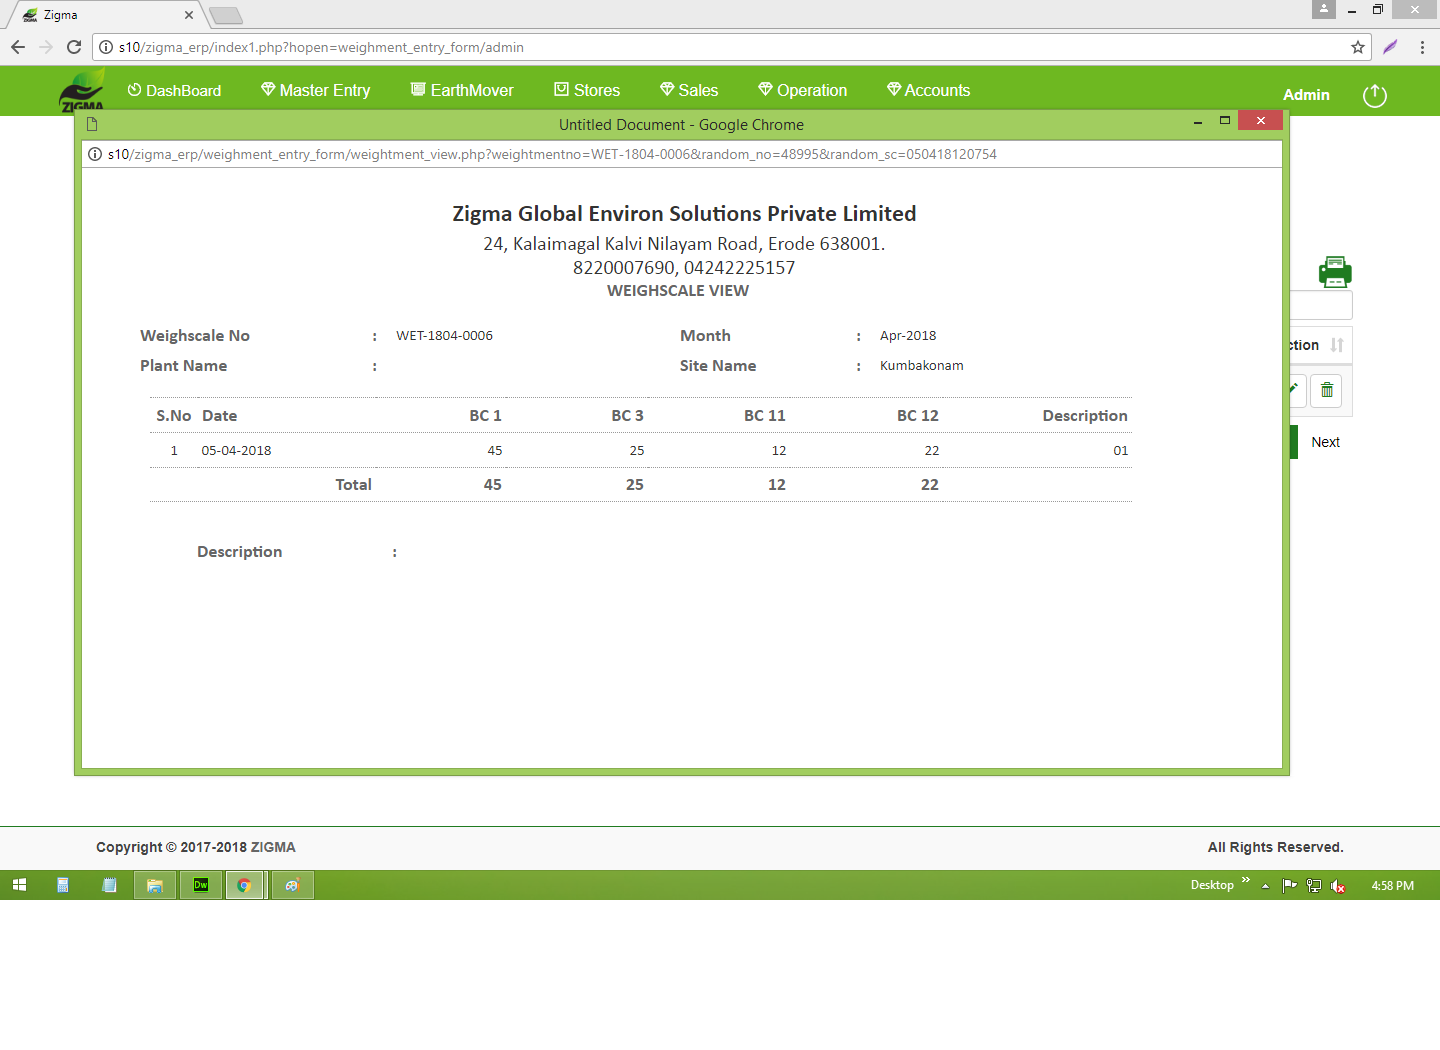 Zigma
s10/zigma_erp/index1.php?hopen=weighment_entry_form/admin
ZIGMA
DashBoard Master Entry EarthMover Stores Sales Operation Accounts Admin
Untitled Document - Google Chrome
s10/zigma_erp/weighment_entry_form/weightment_view.php?weightmentno=WET-1804-0006&random_no=48995&random_sc=050418120754
Zigma Global Environ Solutions Private Limited
24, Kalaimagal Kalvi Nilayam Road, Erode 638001.
8220007690, 04242225157
WEIGHSCALE VIEW
Weighscale No : WET-1804-0006 Month : Apr-2018
Plant Name : Site Name : Kumbakonam
S.No Date BC 1 BC 3 BC 11 BC 12 Description
1 05-04-2018 45 25 12 22 01
Total 45 25 12 22
Description :
ction
Next
Copyright © 2017-2018 ZIGMA All Rights Reserved.
Dw
Desktop 4:58 PM